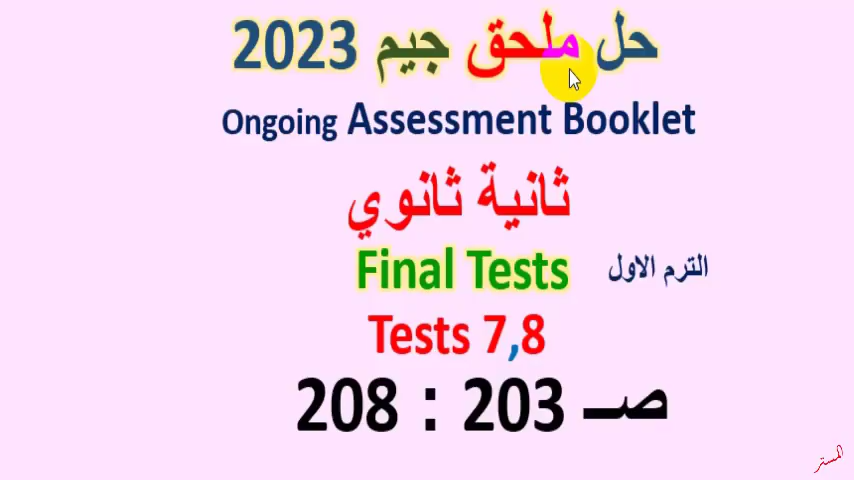 حل ملحق جيم 2023
Ongoing Assessment Booklet
ثانية ثانوي
Final Tests الترم الاول
Tests 7,8
صـ 203 : 208
المستر